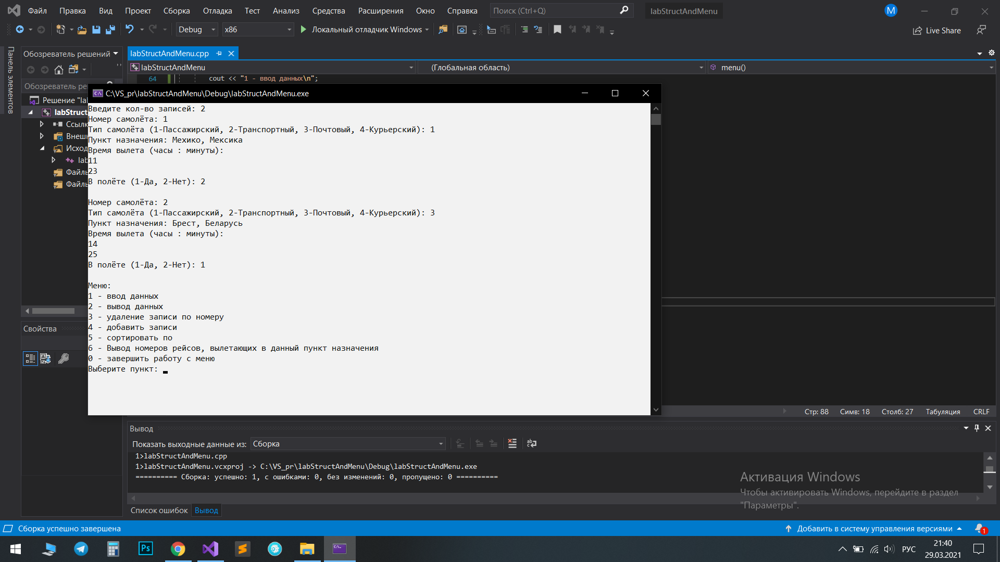 Файл Правка Вид Проект Сборка Отладка Тест Анализ Средства Расширения Окно Справка Поиск (Ctrl+Q) labStructAndMenu M
Debug x86 Локальный отладчик Windows Live Share
Панель элементов
Обозреватель решений
labStructAndMenu.cpp
labStructAndMenu (Глобальная область) menu()
64 cout << "1 - ввод данных\n";
Обозреватель ре
Решение "lab
labStruct
Ссылк
Внешн
Исход
lab
Файль
Файль
C:\VS_pr\labStructAndMenu\Debug\labStructAndMenu.exe
Введите кол-во записей: 2
Номер самолёта: 1
Тип самолёта (1-Пассажирский, 2-Транспортный, 3-Почтовый, 4-Курьерский): 1
Пункт назначения: Мехико, Мексика
Время вылета (часы : минуты):
11
23
В полёте (1-Да, 2-Нет): 2
Номер самолёта: 2
Тип самолёта (1-Пассажирский, 2-Транспортный, 3-Почтовый, 4-Курьерский): 3
Пункт назначения: Брест, Беларусь
Время вылета (часы : минуты):
14
25
В полёте (1-Да, 2-Нет): 1
Меню:
1 - ввод данных
2 - вывод данных
3 - удаление записи по номеру
4 - добавить записи
5 - сортировать по
6 - Вывод номеров рейсов, вылетающих в данный пункт назначения
0 - завершить работу с меню
Выберите пункт:
Свойства
Стр: 88 Симв: 18 Столб: 27 Табуляция CRLF
Вывод
Показать выходные данные из: Сборка
1>labStructAndMenu.cpp
1>labStructAndMenu.vcxproj -> C:\VS_pr\labStructAndMenu\Debug\labStructAndMenu.exe
========== Сборка: успешно: 1, с ошибками: 0, без изменений: 0, пропущено: 0 ==========
Активация Windows
Чтобы активировать Windows, перейдите в раздел
"Параметры".
Список ошибок Вывод
Сборка успешно завершена Добавить в систему управления версиями 1
Ps РУС 21:40
29.03.2021